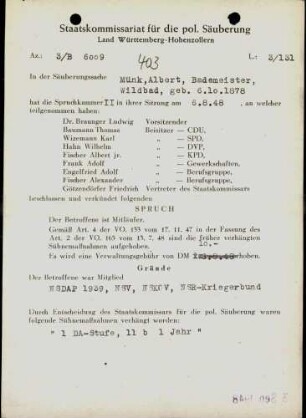 Staatskommissariat für die pol. Säuberung
Land Württemberg-Hohenzollern
Az.: 3/B 6009 L.: 3/131
403
In der Säuberungssache Münk, Albert, Bademeister,
Wildbad, geb. 6.10.1878
hat die Spruchkammer II in ihrer Sitzung am 6.8.48, an welcher
teilgenommen haben:
Dr. Braunger Ludwig Vorsitzender
Baumann Thomas Beisitzer — CDU,
Wizemann Karl „ — SPD,
Hahn Wilhelm „ — DVP,
Fischer Albert jr. „ — KPD,
Frank Adolf „ — Gewerkschaften,
Engelfried Adolf „ — Berufsgruppe,
Fischer Alexander „ — Berufsgruppe,
Götzendörfer Friedrich Vertreter des Staatskommissars
beschlossen und verkündet folgenden
SPRUCH
Der Betroffene ist Mitläufer.
Gemäß Art. 4 der VO. 133 vom 17. 11. 47 in der Fassung des
Art. 2 der VO. 165 vom 13. 7. 48 sind die früher verhängten
Sühnemaßnahmen aufgehoben. 10.-
Es wird eine Verwaltungsgebühr von DM erhoben.
Gründe
Der Betroffene war Mitglied
NSDAP 1939, NSV, NSKOV, NSR-Kriegerbund
Durch Entscheidung des Staatskommissars für die pol. Säuberung waren
folgende Sühnemaßnahmen verhängt worden:
" 1 DA-Stufe, 11 b 1 Jahr "